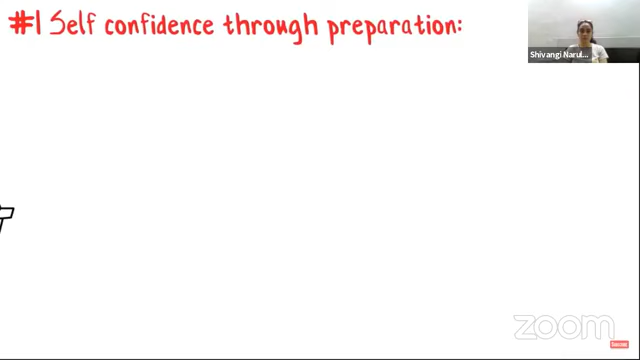 #1 Self confidence through preparation:
Shivangi Narul...
zoom